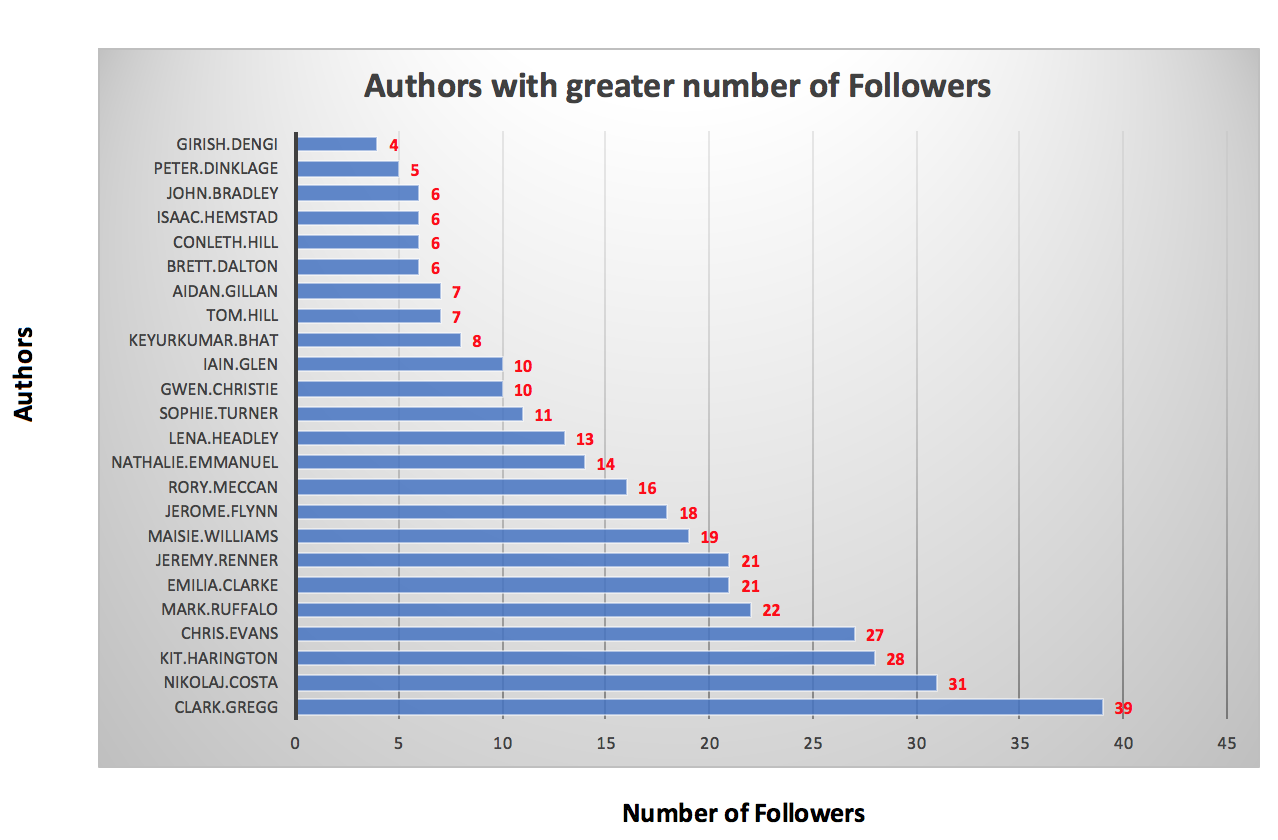 Authors with greater number of Followers
Authors
GIRISH.DENGI 4
PETER.DINKLAGE 5
JOHN.BRADLEY 6
ISAAC.HEMSTAD 6
CONLETH.HILL 6
BRETT.DALTON 6
AIDAN.GILLAN 7
TOM.HILL 7
KEYURKUMAR.BHAT 8
IAIN.GLEN 10
GWEN.CHRISTIE 10
SOPHIE.TURNER 11
LENA.HEADLEY 13
NATHALIE.EMMANUEL 14
RORY.MECCAN 16
JEROME.FLYNN 18
MAISIE.WILLIAMS 19
JEREMY.RENNER 21
EMILIA.CLARKE 21
MARK.RUFFALO 22
CHRIS.EVANS 27
KIT.HARINGTON 28
NIKOLAJ.COSTA 31
CLARK.GREGG 39
0 5 10 15 20 25 30 35 40 45
Number of Followers